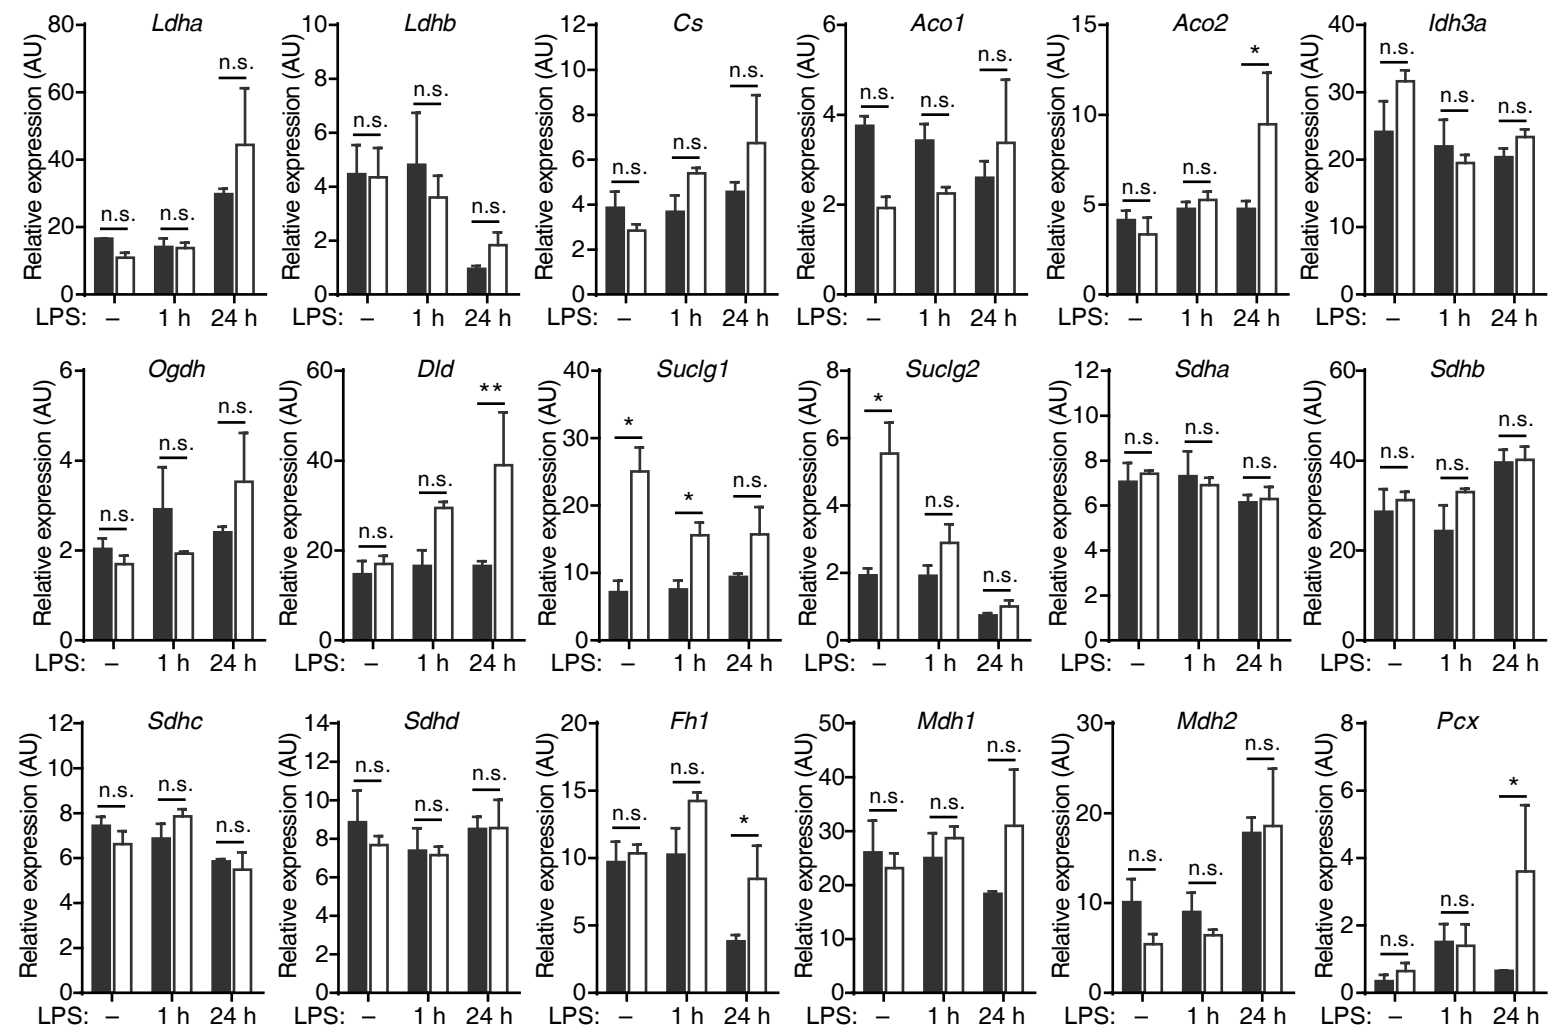 Ldha
Relative expression (AU)
80
60
40
20
0
n.s. n.s. n.s.
LPS: – 1 h 24 h
Ldhb
Relative expression (AU)
10
8
6
4
2
0
n.s. n.s. n.s.
LPS: – 1 h 24 h
Cs
Relative expression (AU)
12
10
8
6
4
2
0
n.s. n.s. n.s.
LPS: – 1 h 24 h
Aco1
Relative expression (AU)
6
4
2
0
n.s. n.s. n.s.
LPS: – 1 h 24 h
Aco2
Relative expression (AU)
15
10
5
0
n.s. n.s. *
LPS: – 1 h 24 h
Idh3a
Relative expression (AU)
40
30
20
10
0
n.s. n.s. n.s.
LPS: – 1 h 24 h
Ogdh
Relative expression (AU)
6
4
2
0
n.s. n.s. n.s.
LPS: – 1 h 24 h
Dld
Relative expression (AU)
60
40
20
0
n.s. n.s. **
LPS: – 1 h 24 h
Suclg1
Relative expression (AU)
40
30
20
10
0
* * n.s.
LPS: – 1 h 24 h
Suclg2
Relative expression (AU)
8
6
4
2
0
* n.s. n.s.
LPS: – 1 h 24 h
Sdha
Relative expression (AU)
12
10
8
6
4
2
0
n.s. n.s. n.s.
LPS: – 1 h 24 h
Sdhb
Relative expression (AU)
60
40
20
0
n.s. n.s. n.s.
LPS: – 1 h 24 h
Sdhc
Relative expression (AU)
12
10
8
6
4
2
0
n.s. n.s. n.s.
LPS: – 1 h 24 h
Sdhd
Relative expression (AU)
14
12
10
8
6
4
2
0
n.s. n.s. n.s.
LPS: – 1 h 24 h
Fh1
Relative expression (AU)
20
15
10
5
0
n.s. n.s. *
LPS: – 1 h 24 h
Mdh1
Relative expression (AU)
50
40
30
20
10
0
n.s. n.s. n.s.
LPS: – 1 h 24 h
Mdh2
Relative expression (AU)
30
20
10
0
n.s. n.s. n.s.
LPS: – 1 h 24 h
Pcx
Relative expression (AU)
8
6
4
2
0
n.s. n.s. *
LPS: – 1 h 24 h